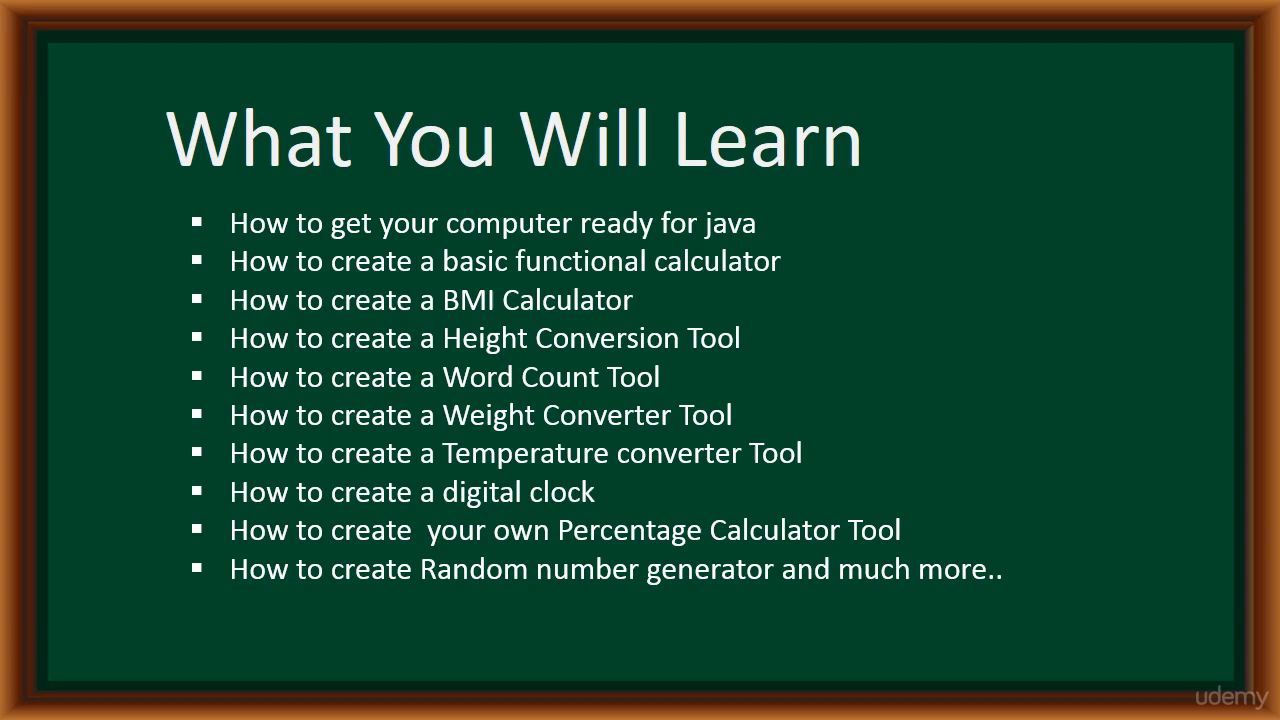 What You Will Learn
▪ How to get your computer ready for java
▪ How to create a basic functional calculator
▪ How to create a BMI Calculator
▪ How to create a Height Conversion Tool
▪ How to create a Word Count Tool
▪ How to create a Weight Converter Tool
▪ How to create a Temperature converter Tool
▪ How to create a digital clock
▪ How to create  your own Percentage Calculator Tool
▪ How to create Random number generator and much more..
udemy